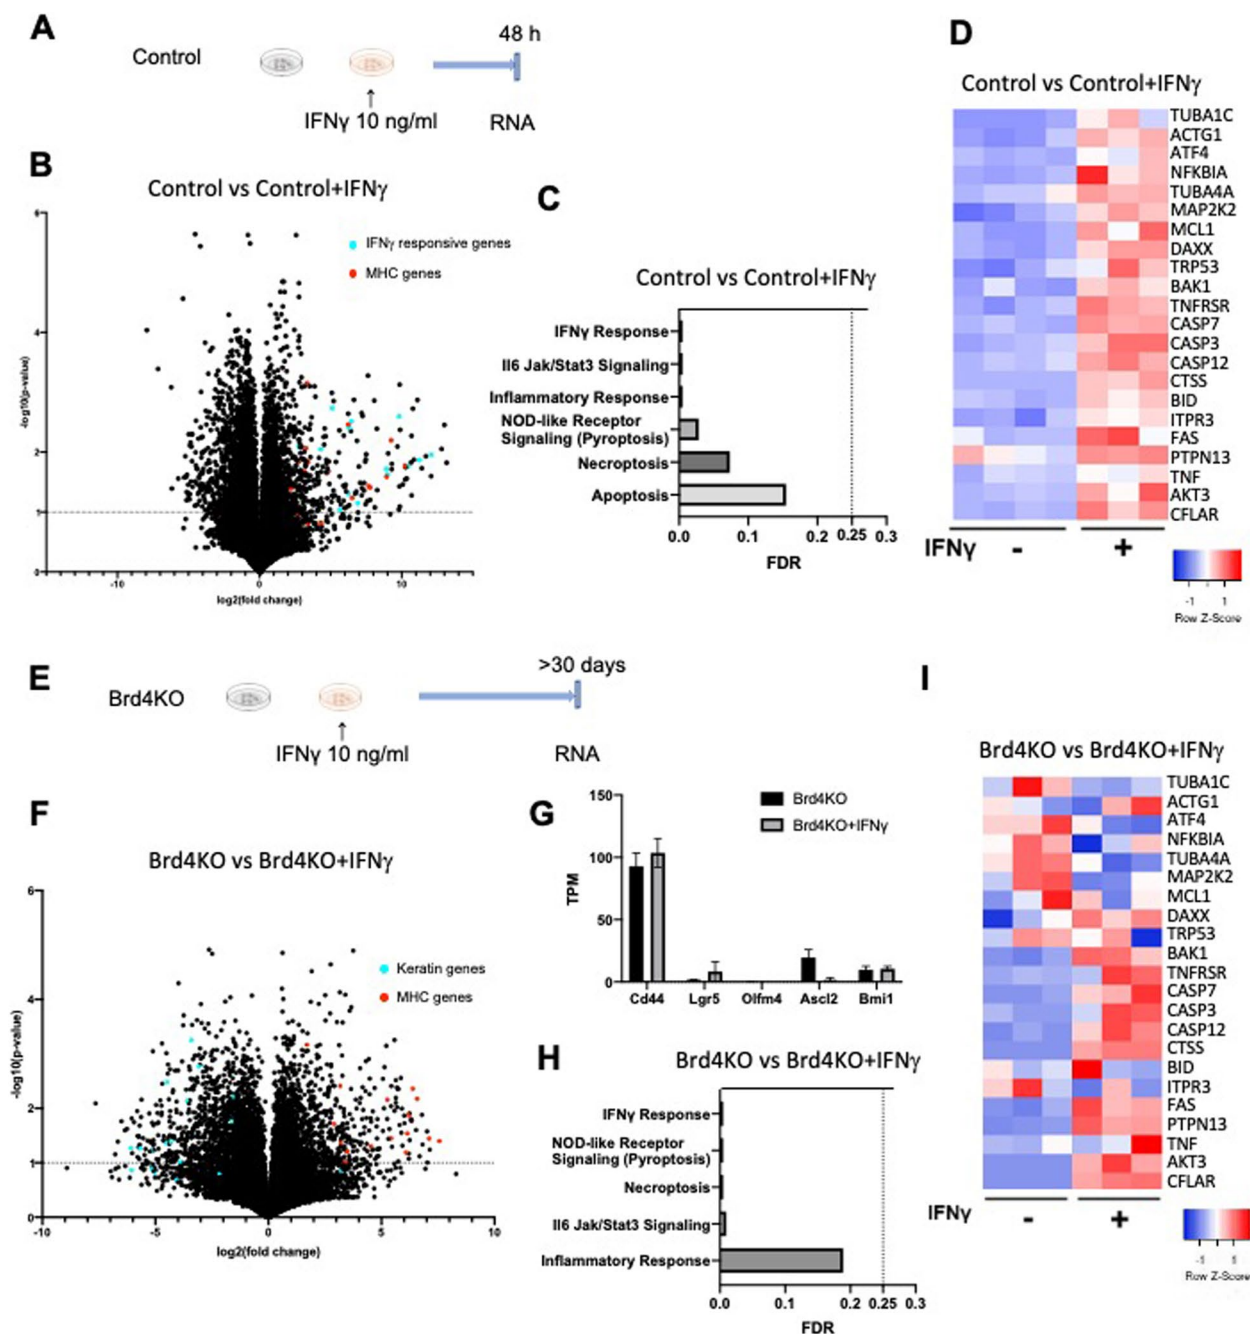 A
Control
48 h
IFNγ 10 ng/ml
RNA
B
Control vs Control+IFNγ
IFNγ responsive genes
MHC genes
-log10(p-value)
6
4
2
1
0
-10
0
10
log2(fold change)
C
Control vs Control+IFNγ
IFNγ Response
Il6 Jak/Stat3 Signaling
Inflammatory Response
NOD-like Receptor
Signaling (Pyroptosis)
Necroptosis
Apoptosis
0.0
0.1
0.2
0.25
0.3
FDR
D
Control vs Control+IFNγ
TUBA1C
ACTG1
ATF4
NFKBIA
TUBA4A
MAP2K2
MCL1
DAXX
TRP53
BAK1
TNFRSR
CASP7
CASP3
CASP12
CTSS
BID
ITPR3
FAS
PTPN13
TNF
AKT3
CFLAR
IFNγ - +
-1 1
Row Z-Score
E
Brd4KO
>30 days
IFNγ 10 ng/ml
RNA
F
Brd4KO vs Brd4KO+IFNγ
Keratin genes
MHC genes
-log10(p-value)
6
4
2
1
0
-10
-5
0
5
10
log2(fold change)
G
Brd4KO
Brd4KO+IFNγ
TPM
150
100
50
0
Cd44
Lgr5
Olfm4
Ascl2
Bmi1
H
Brd4KO vs Brd4KO+IFNγ
IFNγ Response
NOD-like Receptor
Signaling (Pyroptosis)
Necroptosis
Il6 Jak/Stat3 Signaling
Inflammatory Response
0.0
0.1
0.2
0.25
0.3
FDR
I
Brd4KO vs Brd4KO+IFNγ
TUBA1C
ACTG1
ATF4
NFKBIA
TUBA4A
MAP2K2
MCL1
DAXX
TRP53
BAK1
TNFRSR
CASP7
CASP3
CASP12
CTSS
BID
ITPR3
FAS
PTPN13
TNF
AKT3
CFLAR
IFNγ - +
-1 1
Row Z-Score